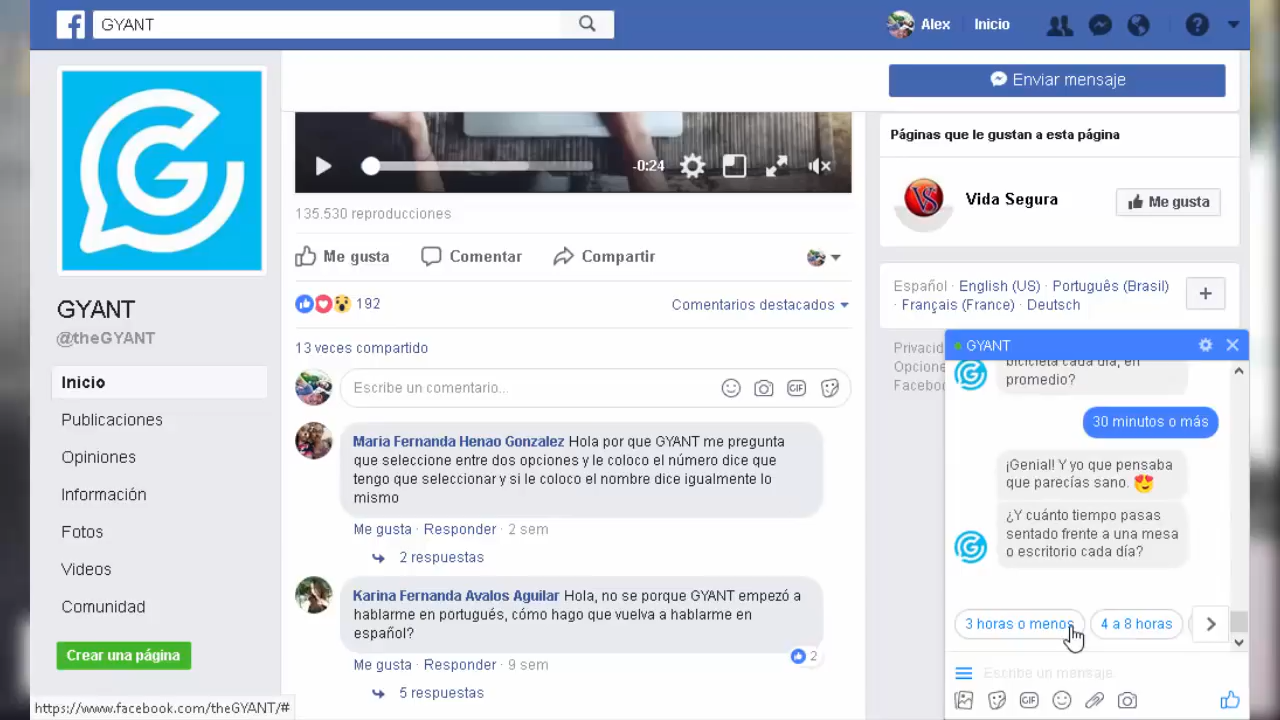 GYANT
Alex
Inicio
Enviar mensaje
GYANT
@theGYANT
Inicio
Publicaciones
Opiniones
Información
Fotos
Videos
Comunidad
Crear una página
https://www.facebook.com/theGYANT/#
-0:24
135.530 reproducciones
Me gusta
Comentar
Compartir
192
Comentarios destacados
13 veces compartido
Escribe un comentario...
GIF
Maria Fernanda Henao Gonzalez Hola por que GYANT me pregunta
que seleccione entre dos opciones y le coloco el número dice que
tengo que seleccionar y si le coloco el nombre dice igualmente lo
mismo
Me gusta · Responder · 2 sem
2 respuestas
Karina Fernanda Avalos Aguilar Hola, no se porque GYANT empezó a
hablarme en portugués, cómo hago que vuelva a hablarme en
español?
2
Me gusta · Responder · 9 sem
5 respuestas
Páginas que le gustan a esta página
VS
Vida Segura
Me gusta
Español · English (US) · Português (Brasil)
· Français (France) · Deutsch
Privacid
Opcione
Facebo
GYANT
bicicleta cada día, en
promedio?
30 minutos o más
¡Genial! Y yo que pensaba
que parecías sano.
¿Y cuánto tiempo pasas
sentado frente a una mesa
o escritorio cada día?
3 horas o menos
4 a 8 horas
Escribe un mensaje.
GIF